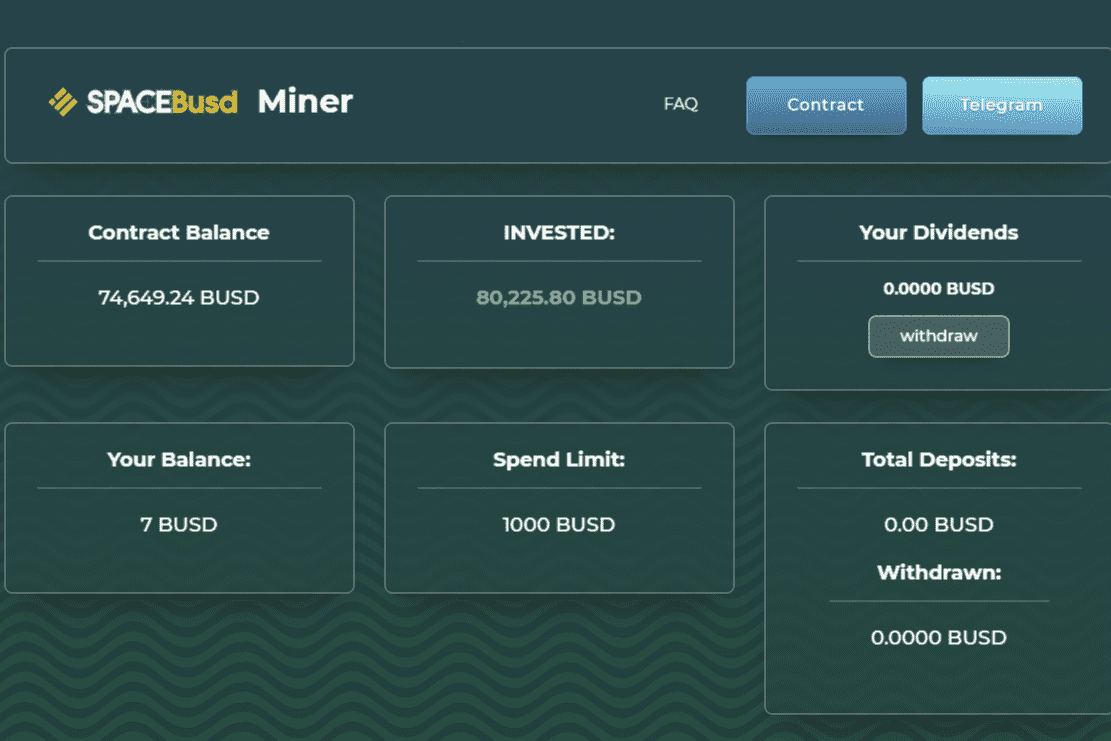 SPACEBusd Miner
FAQ
Contract
Telegram
Contract Balance
74,649.24 BUSD
INVESTED:
80,225.80 BUSD
Your Dividends
0.0000 BUSD
withdraw
Your Balance:
7 BUSD
Spend Limit:
1000 BUSD
Total Deposits:
0.00 BUSD
Withdrawn:
0.0000 BUSD